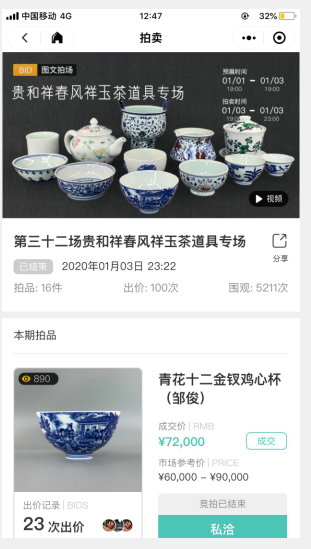 中国移动 4G
12:47
32%
拍卖
BID 图文拍场
贵和祥春风祥玉茶道具专场
预展时间
01/01 - 01/03
19:00 19:00
拍卖时间
01/03 - 01/03
19:00 23:00
视频
第三十二场贵和祥春风祥玉茶道具专场
分享
已结束 2020年01月03日 23:22
拍品: 16件 出价: 100次 围观: 5211次
本期拍品
890
青花十二金钗鸡心杯
(邹俊)
成交价 | RMB
¥72,000 成交
市场参考价 | PRICE
¥60,000 - ¥90,000
出价记录 | BIDS
23 次出价
竞拍已结束
私洽